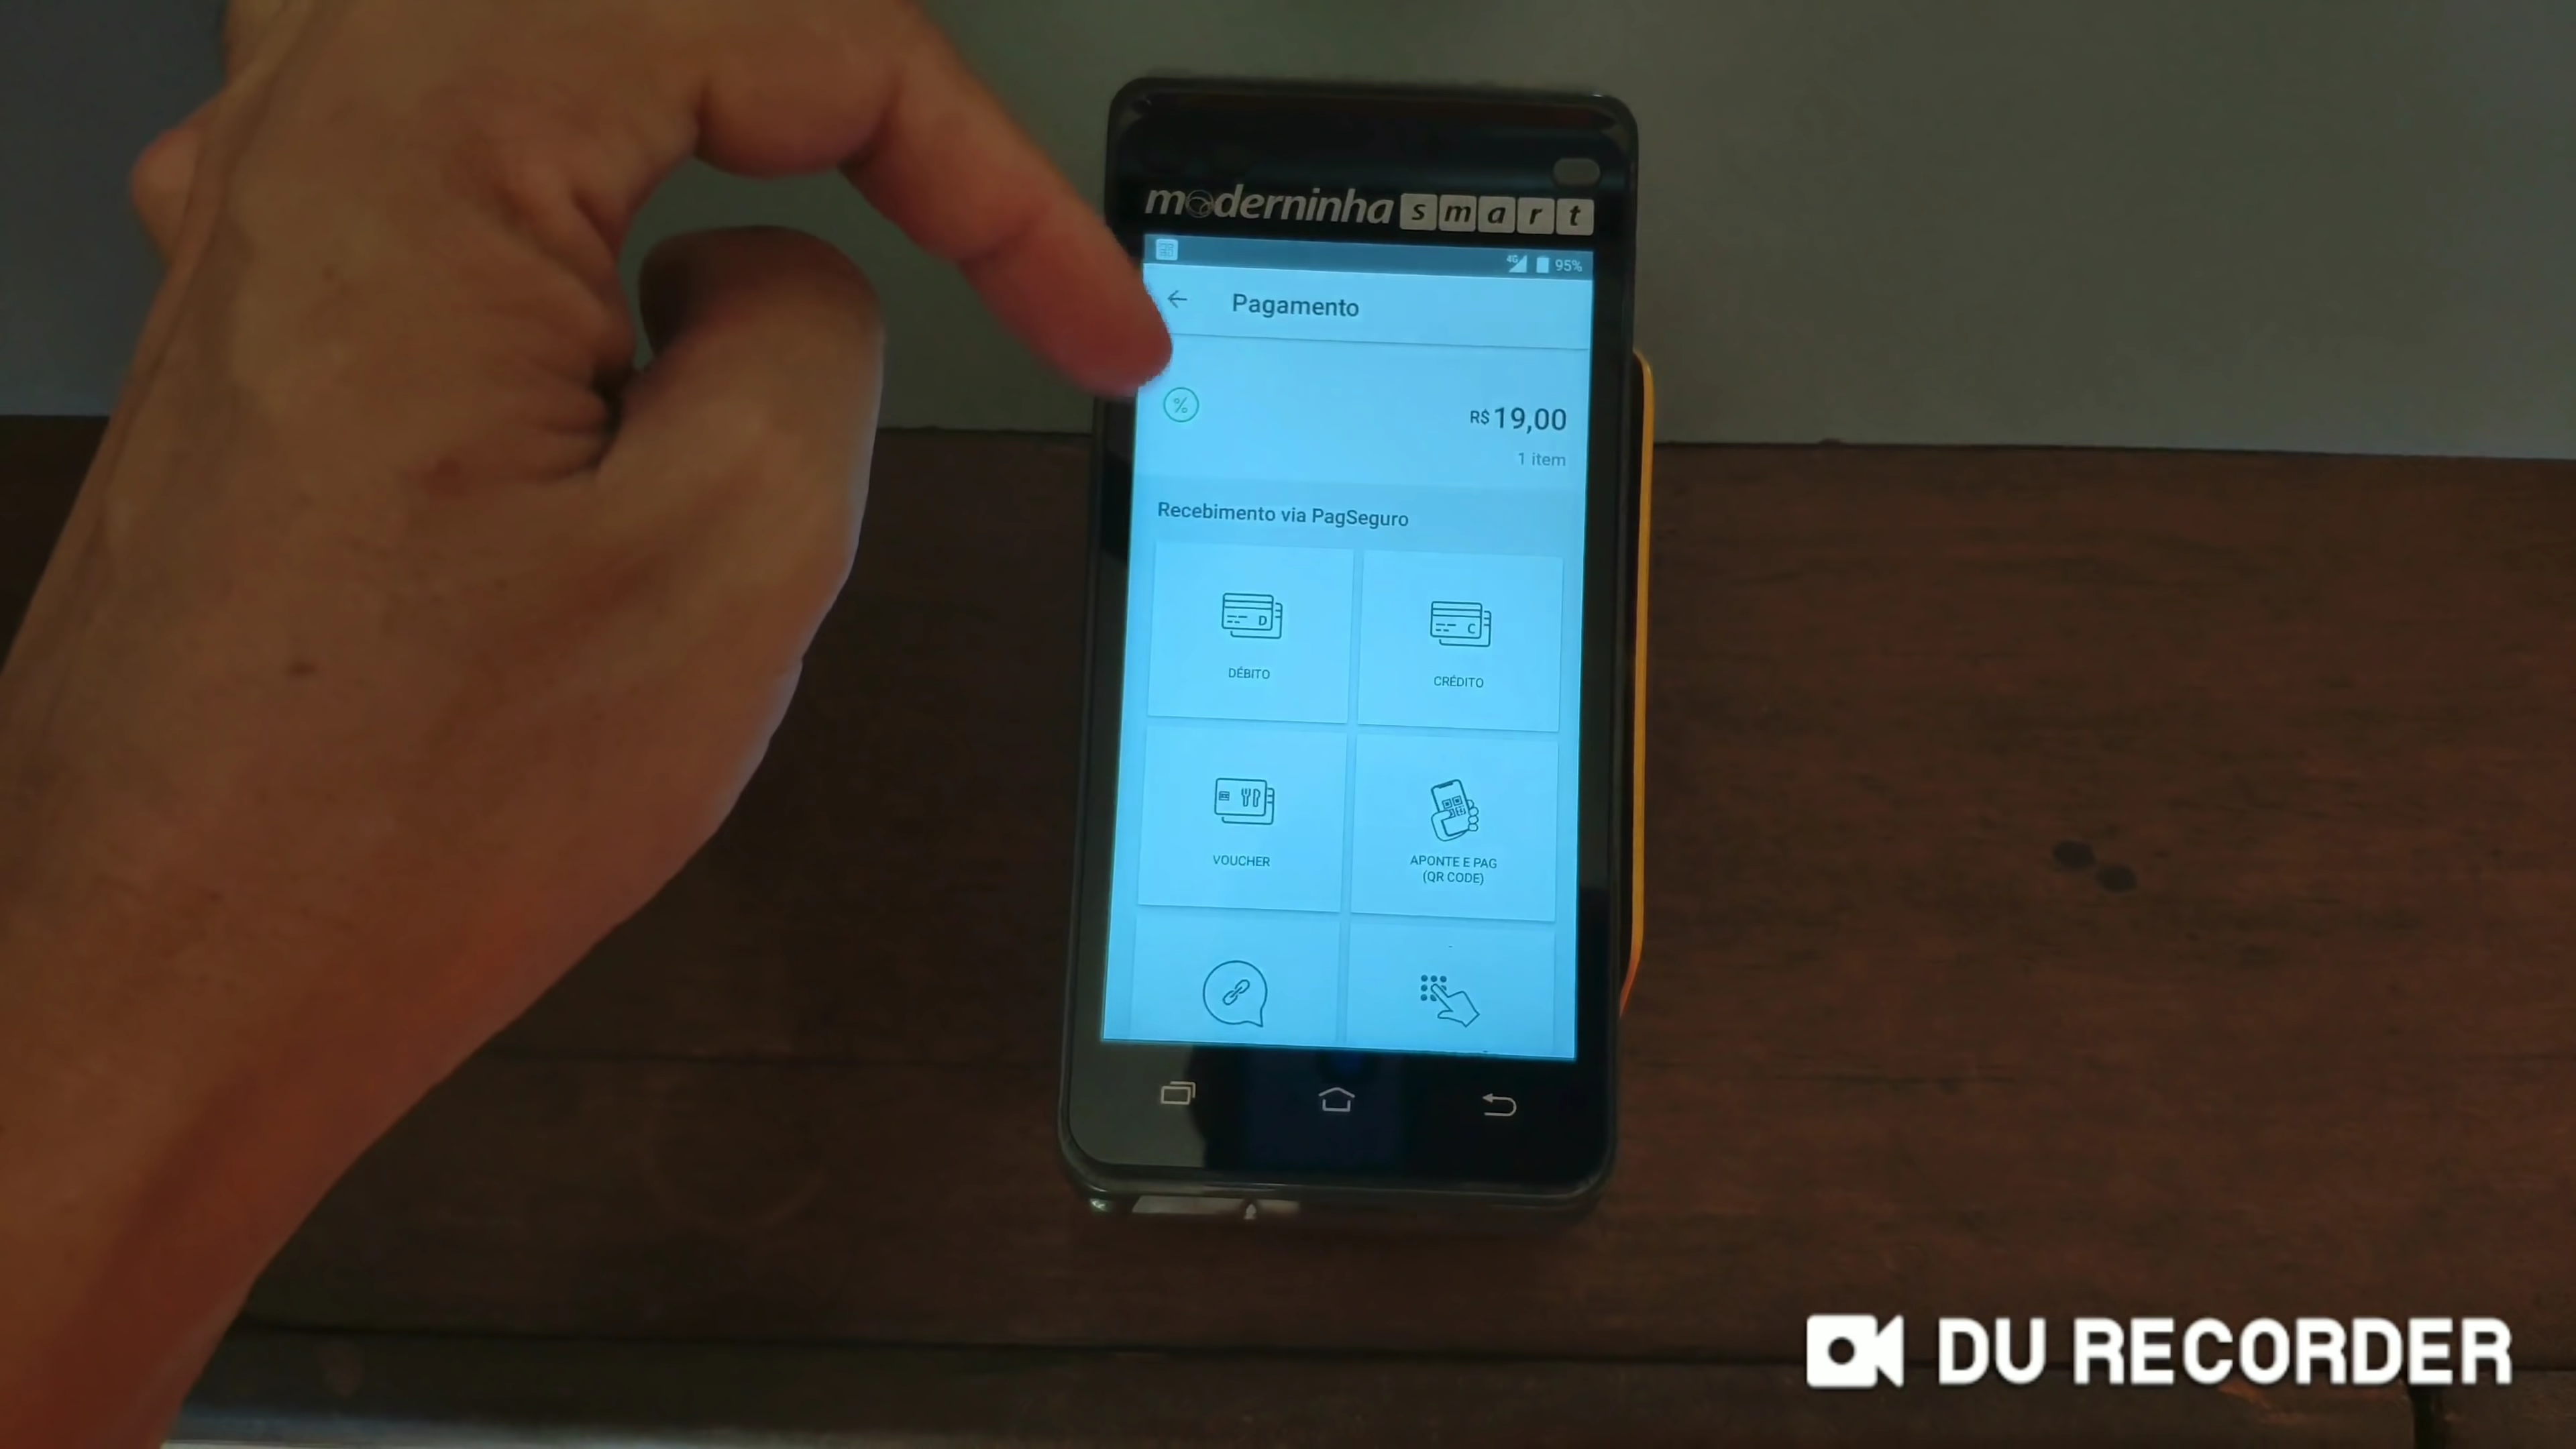 moderninha smart
4G 95%
Pagamento
%
R$ 19,00
1 item
Recebimento via PagSeguro
D
C
DÉBITO
CRÉDITO
VOUCHER
APONTE E PAG
(QR CODE)
DU RECORDER